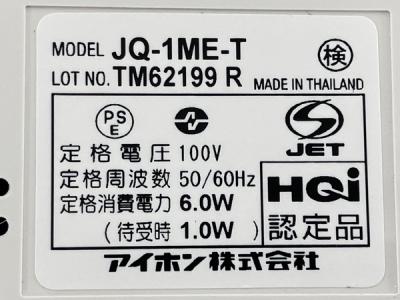 MODEL JQ-1ME-T 検
LOT NO. TM62199 R MADE IN THAILAND
PS E S JET
定格電圧 100V
定格周波数 50/60Hz
定格消費電力 6.0W
(待受時 1.0W)
HQi
認定品
アイホン株式会社